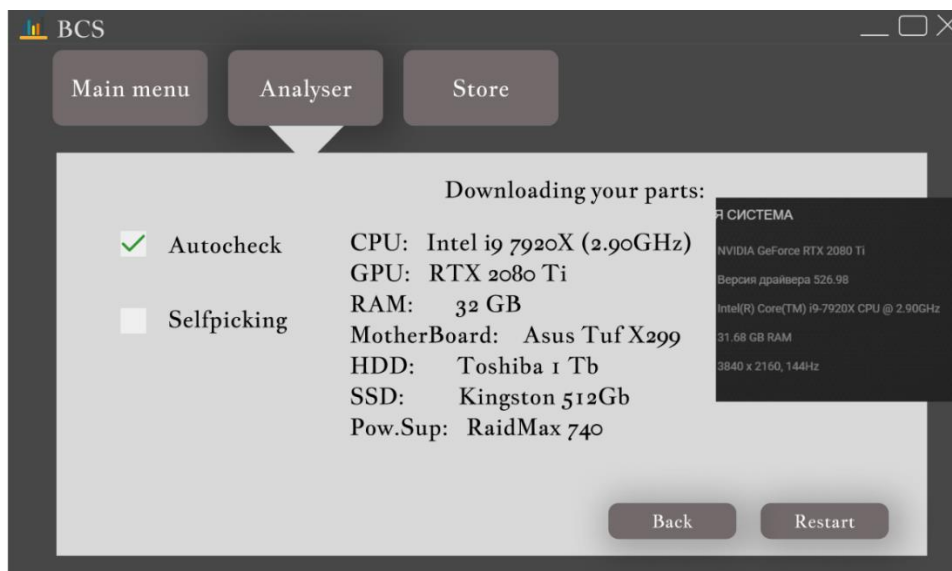 BCS
Main menu
Analyser
Store
Downloading your parts:
Autocheck
Selfpicking
CPU: Intel i9 7920X (2.90GHz)
GPU: RTX 2080 Ti
RAM: 32 GB
MotherBoard: Asus Tuf X299
HDD: Toshiba 1 Tb
SSD: Kingston 512Gb
Pow.Sup: RaidMax 740
Я СИСТЕМА
NVIDIA GeForce RTX 2080 Ti
Версия драйвера 526.98
Intel(R) Core(TM) i9-7920X CPU @ 2.90GHz
31.68 GB RAM
3840 x 2160, 144Hz
Back
Restart